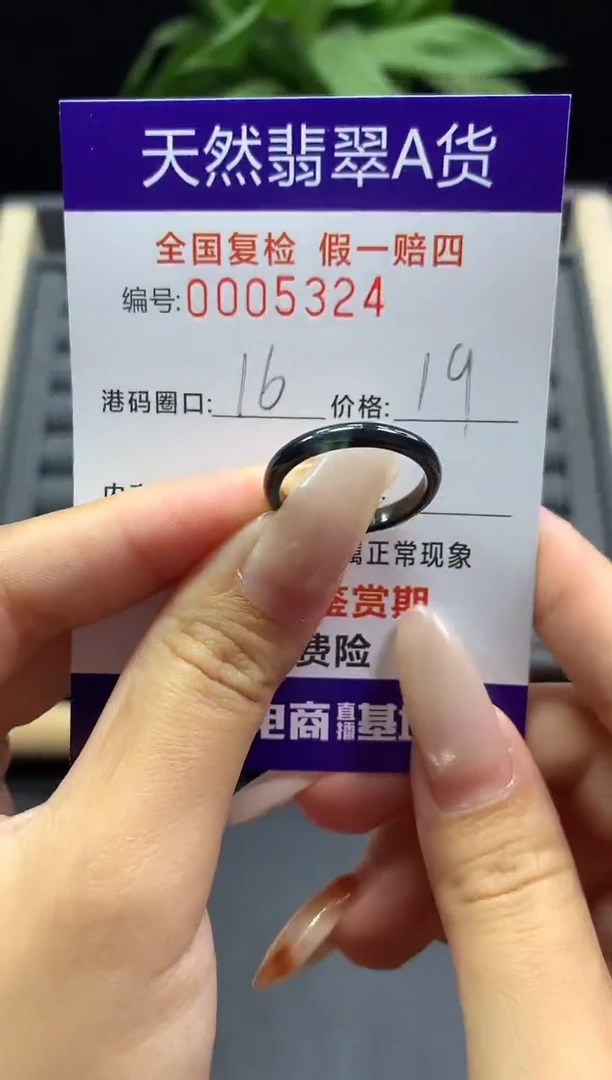 天然翡翠A货
全国复检 假一赔四
编号:0005324
港码圈口: 16 价格: 19
属正常现象
鉴赏期
费险
电商直播基地